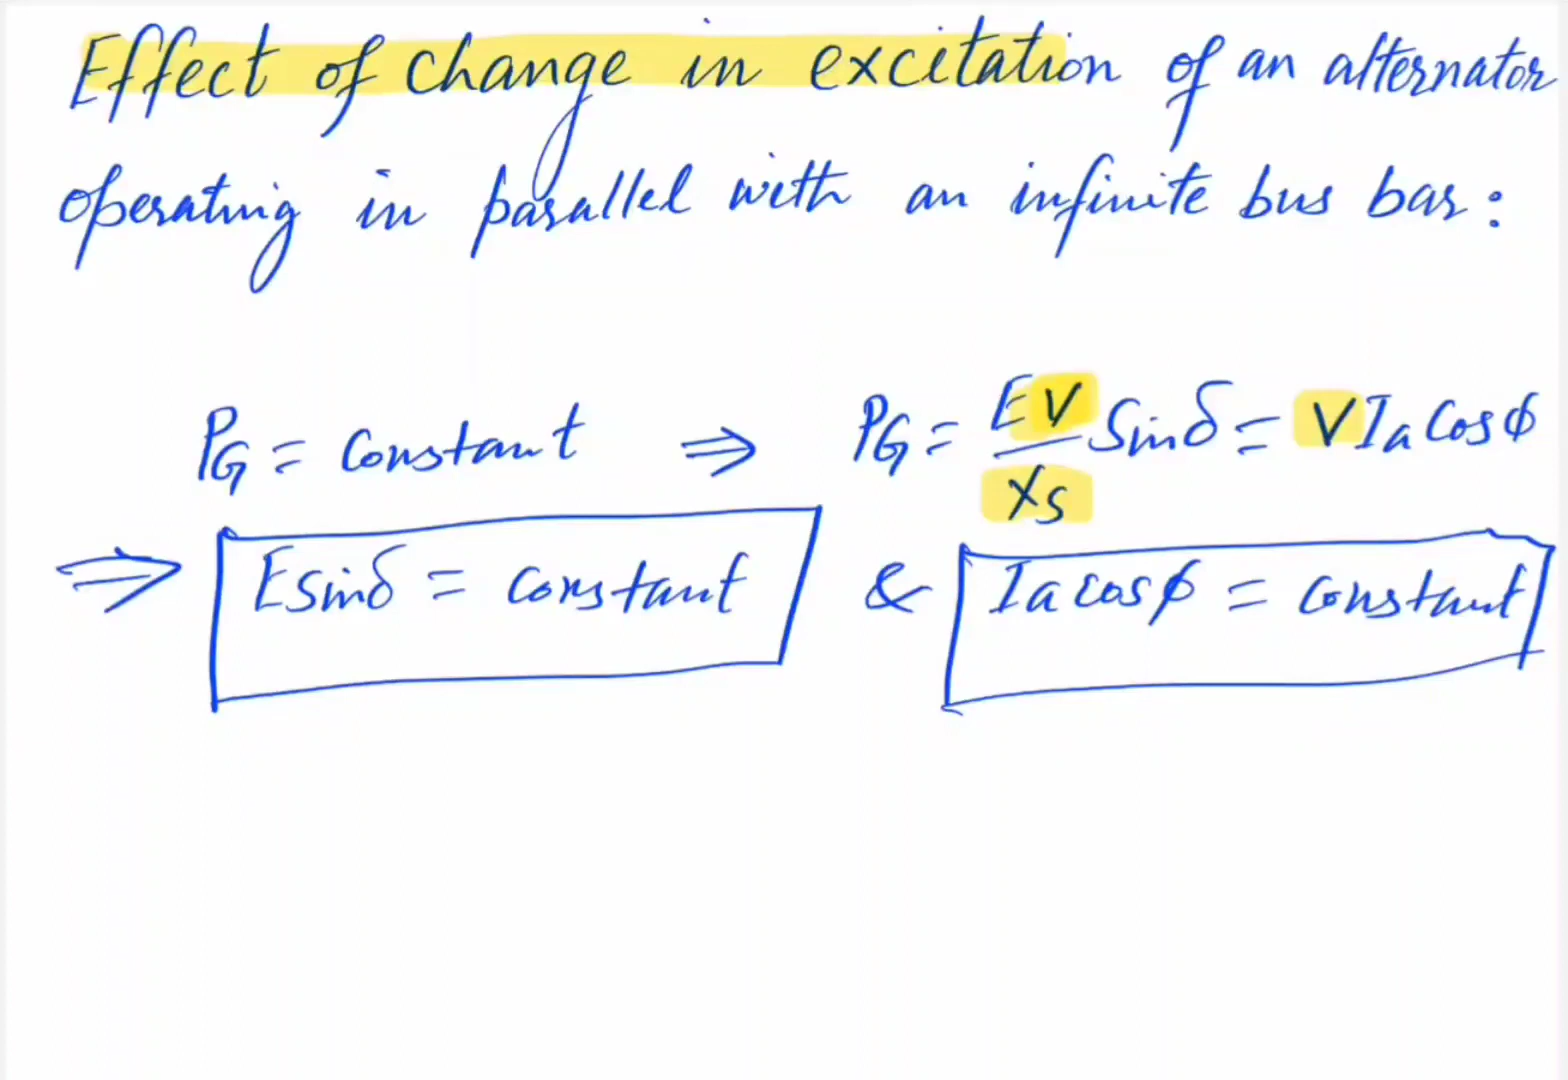 Effect of change in excitation of an alternator
operating in parallel with an infinite bus bar:
PG = Constant ⇒ PG = EV/XS Sinδ = VIa Cosϕ
⇒ E sinδ = constant & Ia cosϕ = constant